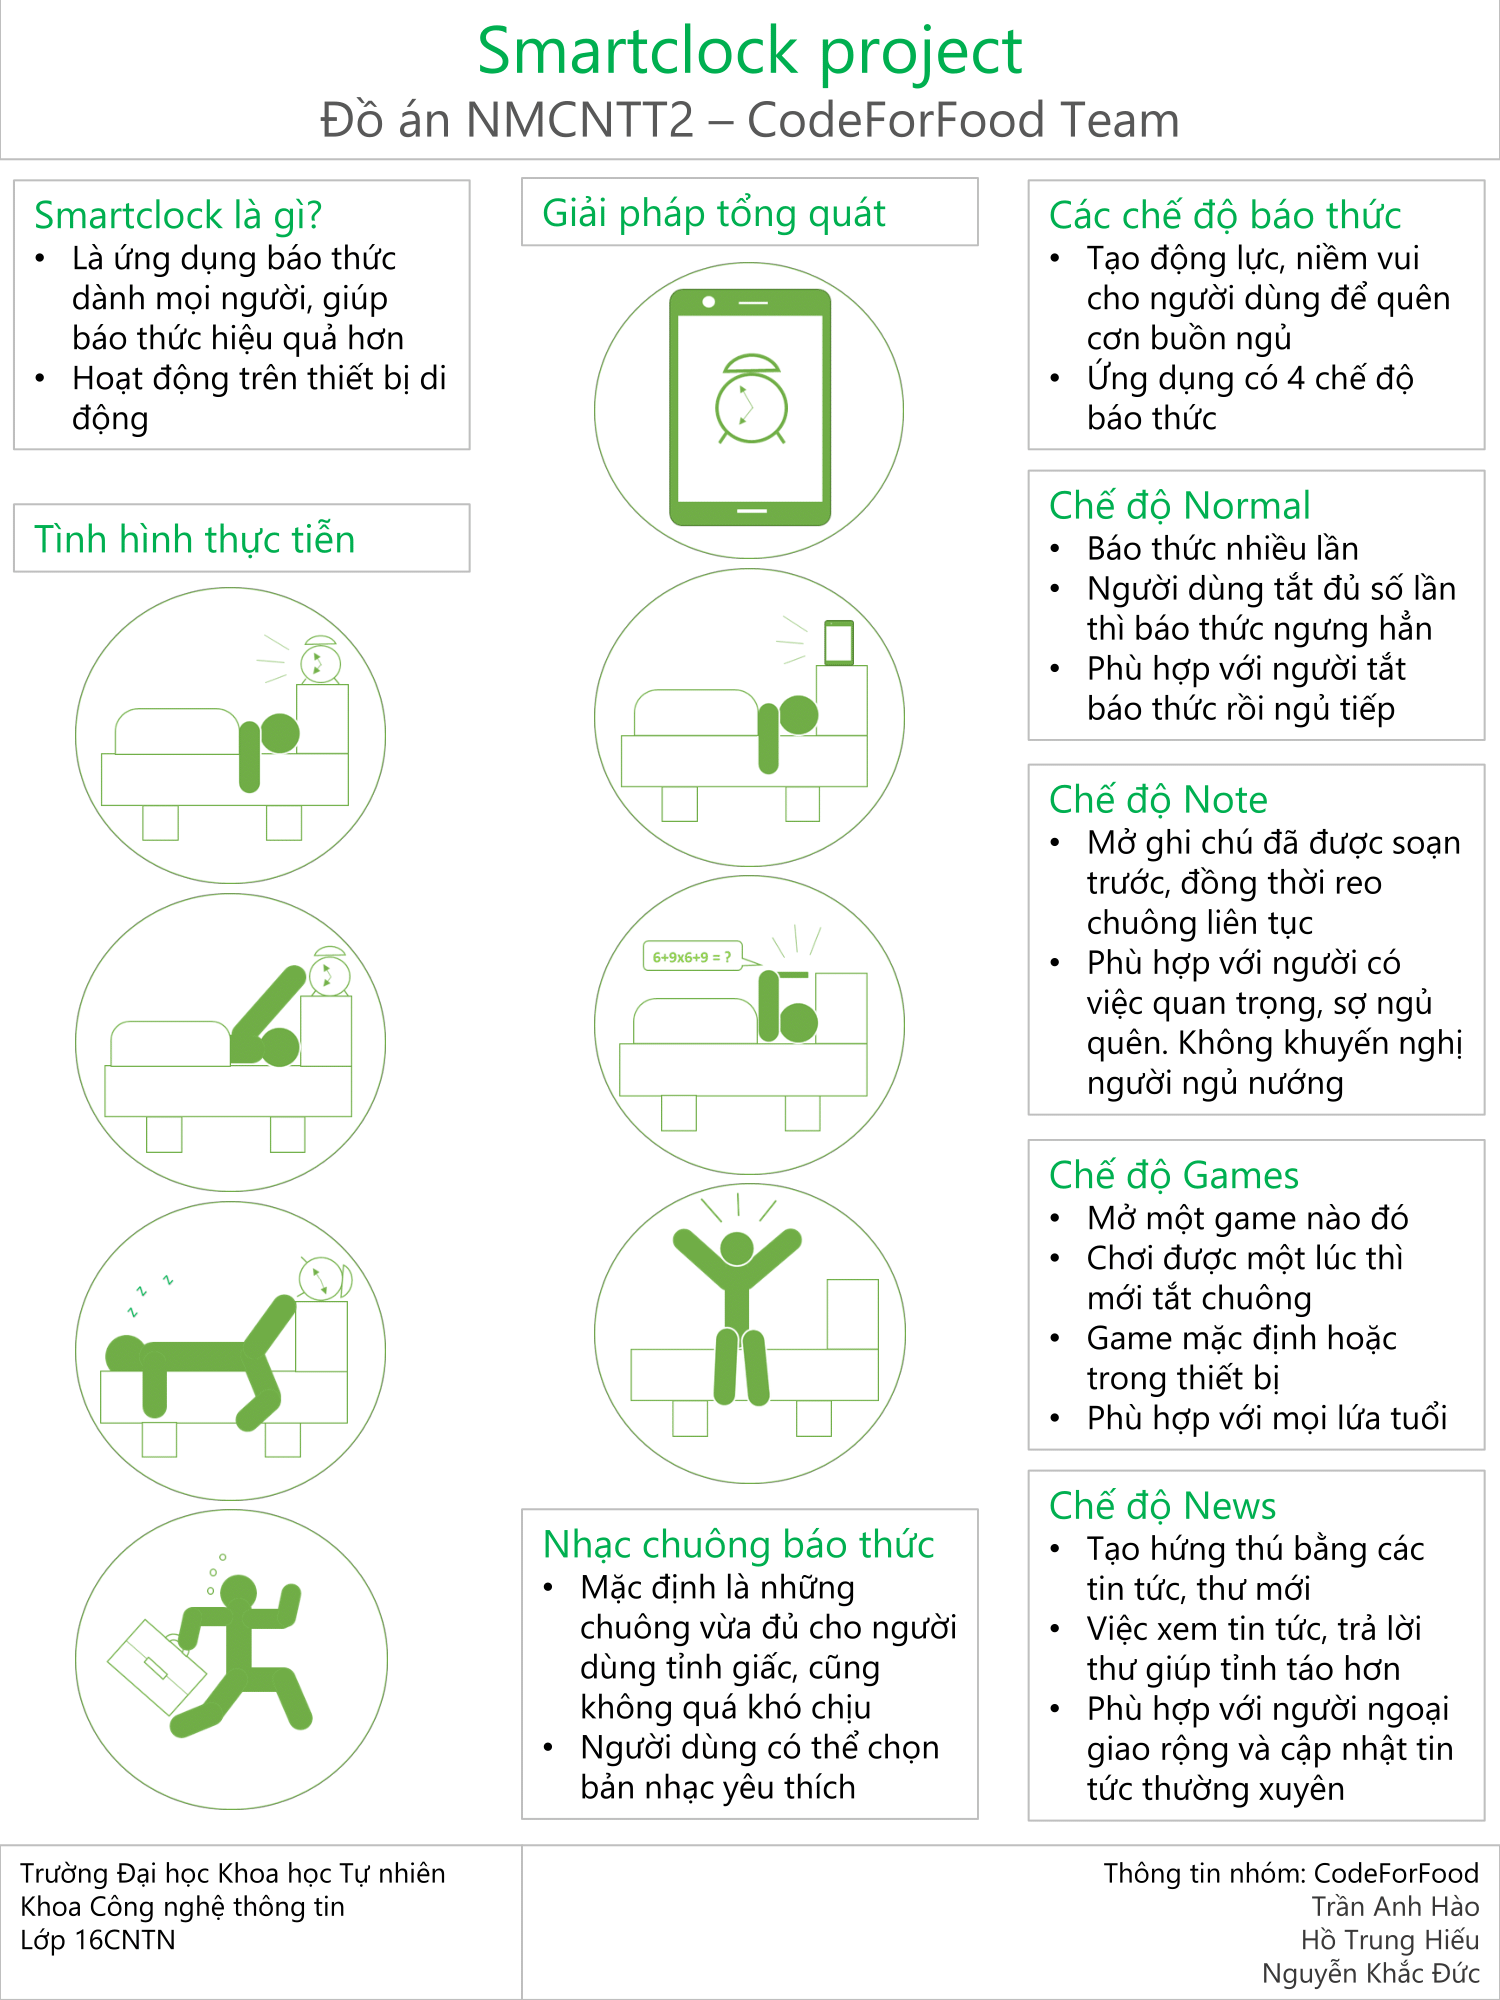 Smartclock project
Đồ án NMCNTT2 – CodeForFood Team
Smartclock là gì?
• Là ứng dụng báo thức
dành mọi người, giúp
báo thức hiệu quả hơn
• Hoạt động trên thiết bị di
động
Tình hình thực tiễn
z z z
Giải pháp tổng quát
6+9x6+9 = ?
Nhạc chuông báo thức
• Mặc định là những
chuông vừa đủ cho người
dùng tỉnh giấc, cũng
không quá khó chịu
• Người dùng có thể chọn
bản nhạc yêu thích
Các chế độ báo thức
• Tạo động lực, niềm vui
cho người dùng để quên
cơn buồn ngủ
• Ứng dụng có 4 chế độ
báo thức
Chế độ Normal
• Báo thức nhiều lần
• Người dùng tắt đủ số lần
thì báo thức ngưng hẳn
• Phù hợp với người tắt
báo thức rồi ngủ tiếp
Chế độ Note
• Mở ghi chú đã được soạn
trước, đồng thời reo
chuông liên tục
• Phù hợp với người có
việc quan trọng, sợ ngủ
quên. Không khuyến nghị
người ngủ nướng
Chế độ Games
• Mở một game nào đó
• Chơi được một lúc thì
mới tắt chuông
• Game mặc định hoặc
trong thiết bị
• Phù hợp với mọi lứa tuổi
Chế độ News
• Tạo hứng thú bằng các
tin tức, thư mới
• Việc xem tin tức, trả lời
thư giúp tỉnh táo hơn
• Phù hợp với người ngoại
giao rộng và cập nhật tin
tức thường xuyên
Trường Đại học Khoa học Tự nhiên
Khoa Công nghệ thông tin
Lớp 16CNTN
Thông tin nhóm: CodeForFood
Trần Anh Hào
Hồ Trung Hiếu
Nguyễn Khắc Đức